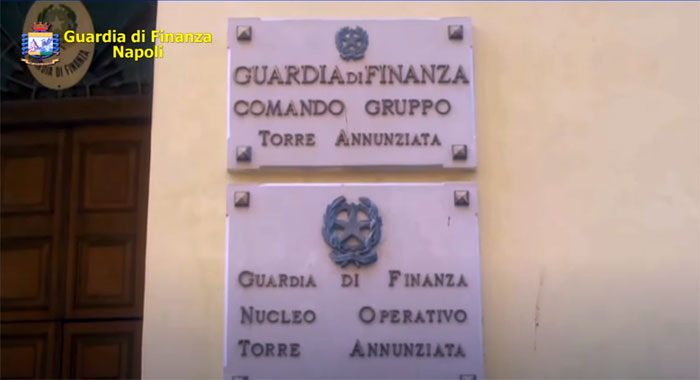 Guardia di Finanza
Napoli
GUARDIA DI FINANZA
COMANDO GRUPPO
TORRE ANNUNZIATA
GUARDIA DI FINANZA
NUCLEO OPERATIVO
TORRE ANNUNZIATA